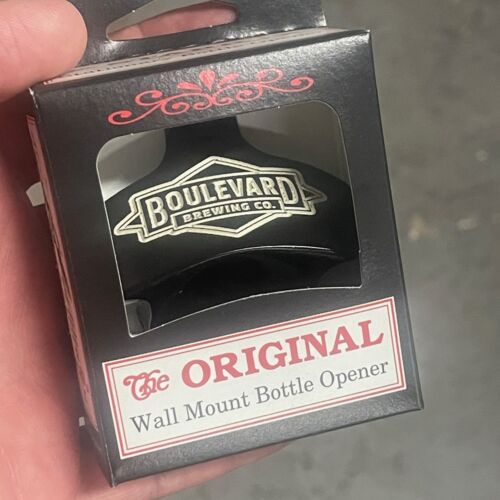 BOULEVARD
BREWING CO.
The ORIGINAL
Wall Mount Bottle Opener